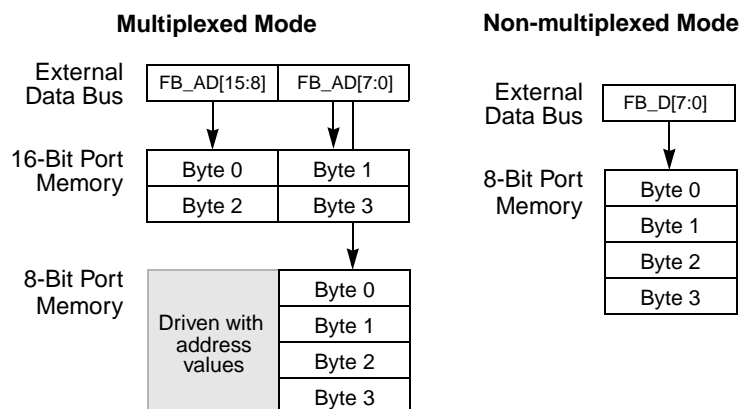 Multiplexed Mode
External
Data Bus
FB_AD[15:8] FB_AD[7:0]
16-Bit Port
Memory
Byte 0 Byte 1
Byte 2 Byte 3
8-Bit Port
Memory
Driven with
address
values
Byte 0
Byte 1
Byte 2
Byte 3
Non-multiplexed Mode
External
Data Bus
FB_D[7:0]
8-Bit Port
Memory
Byte 0
Byte 1
Byte 2
Byte 3